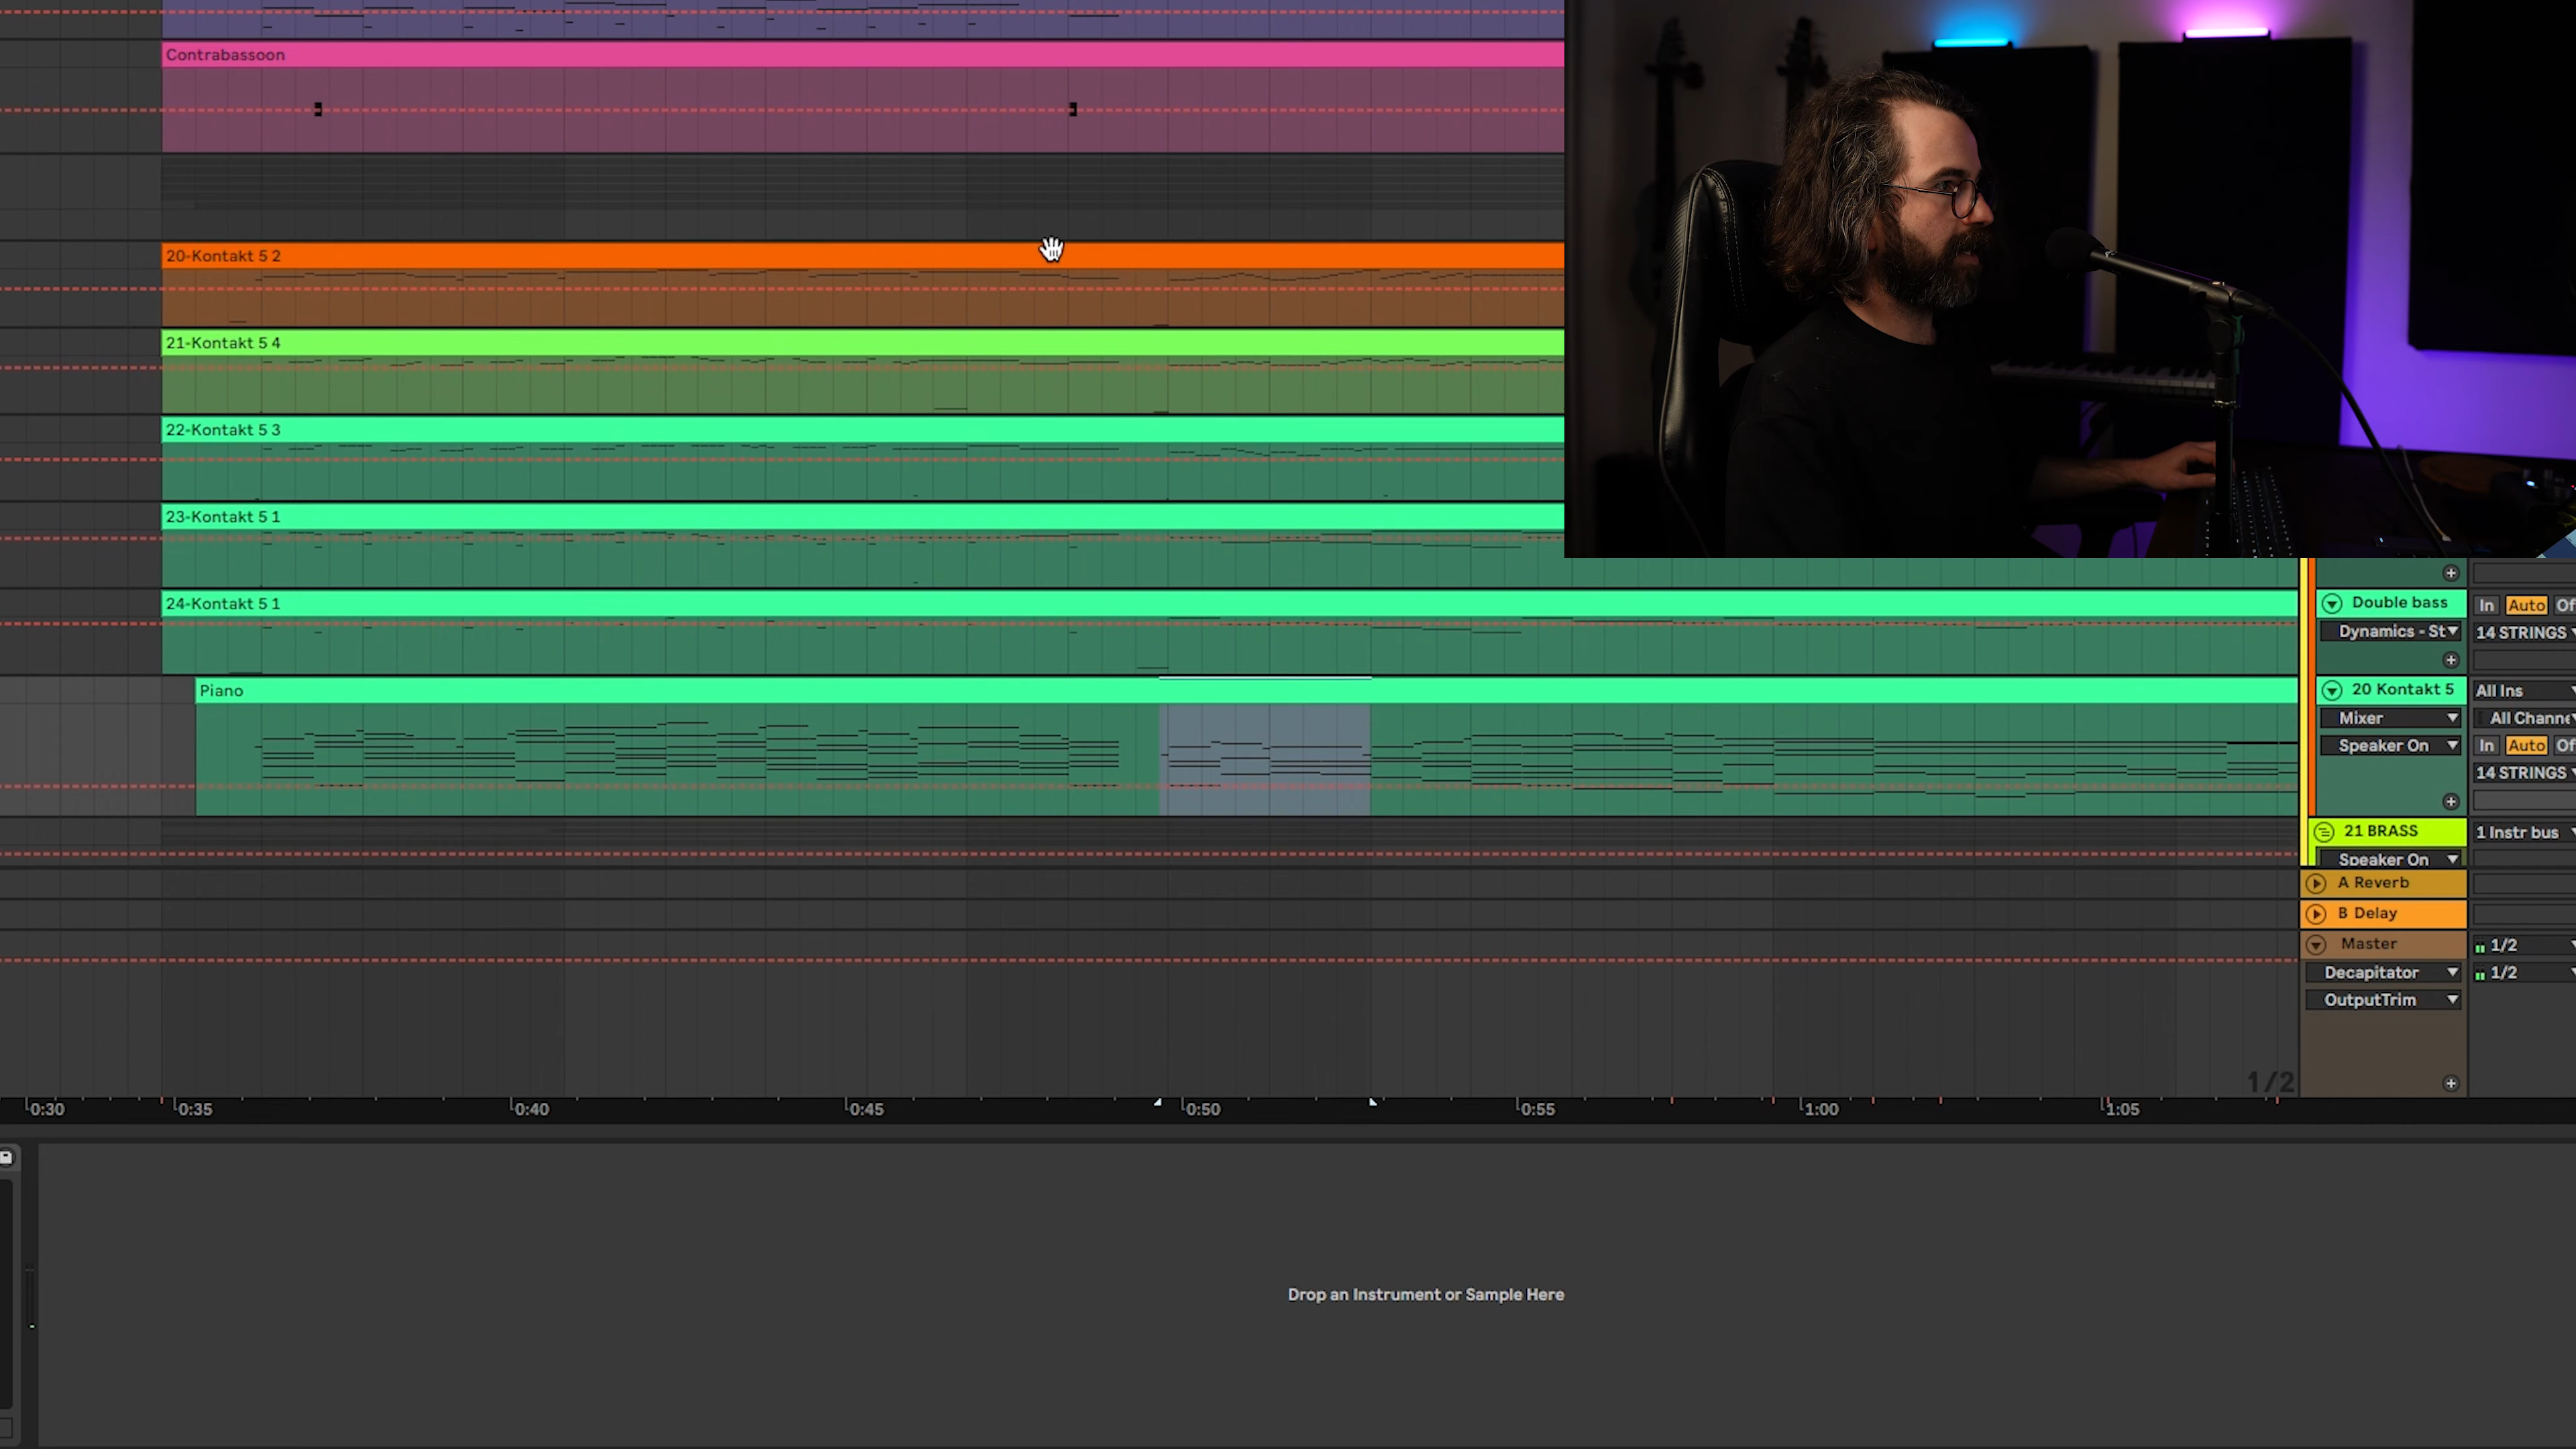 Contrabassoon
20-Kontakt 5 2
21-Kontakt 5 4
22-Kontakt 5 3
23-Kontakt 5 1
24-Kontakt 5 1
Double bass
In Auto Of
Dynamics - St
14 STRINGS
Piano
20 Kontakt 5
All Ins
Mixer
All Channe
Speaker On
In Auto Of
14 STRINGS
21 BRASS
1 Instr bus
Speaker On
A Reverb
B Delay
Master
1/2
Decapitator
1/2
OutputTrim
1/2
0:30
0:35
0:40
0:45
0:50
0:55
1:00
1:05
Drop an Instrument or Sample Here